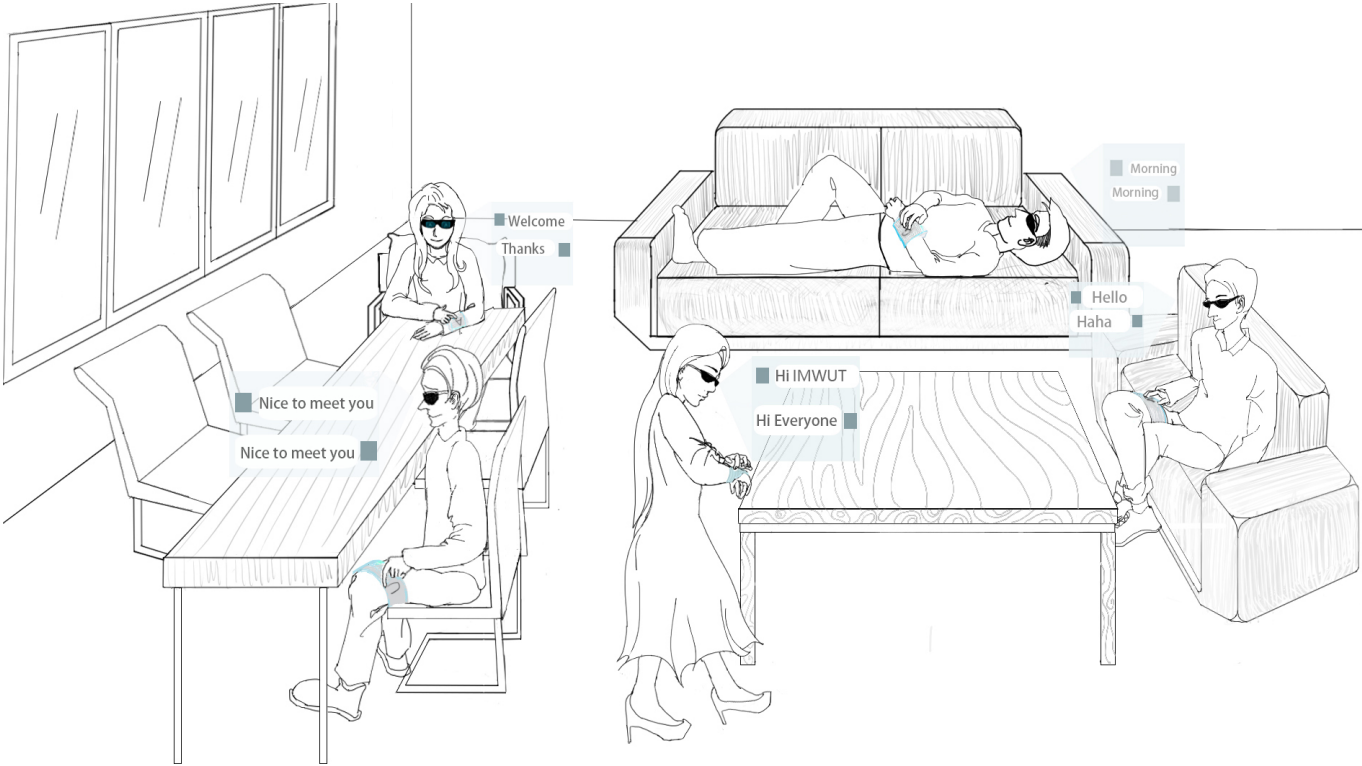 Welcome
Thanks
Nice to meet you
Nice to meet you
Morning
Morning
Hello
Haha
Hi IMWUT
Hi Everyone